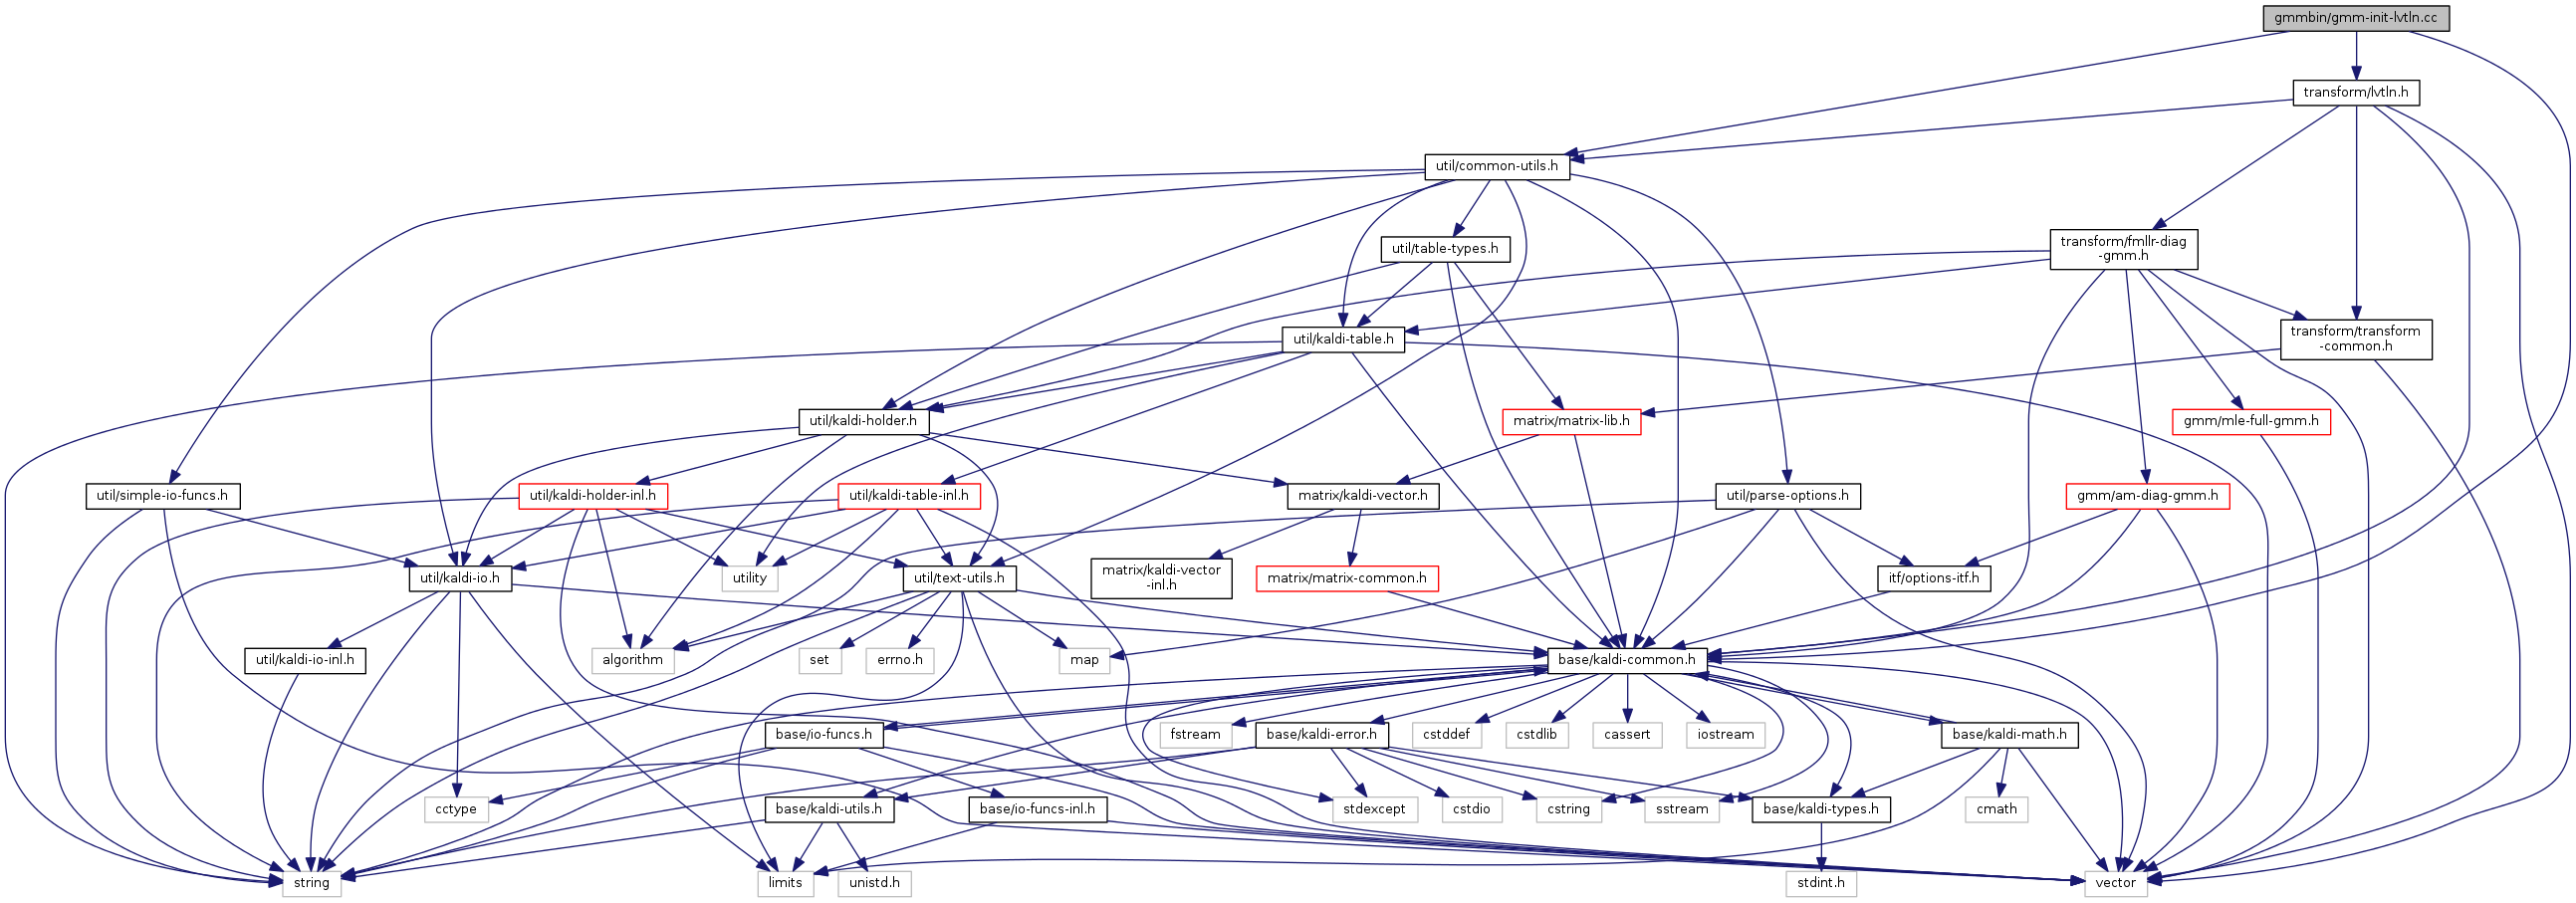 gmmbin/gmm-init-lvtln.cc
transform/lvtln.h
util/common-utils.h
util/table-types.h
transform/fmllr-diag
-gmm.h
util/kaldi-table.h
transform/transform
-common.h
util/kaldi-holder.h
matrix/matrix-lib.h
gmm/mle-full-gmm.h
util/simple-io-funcs.h
util/kaldi-holder-inl.h
util/kaldi-table-inl.h
matrix/kaldi-vector.h
util/parse-options.h
gmm/am-diag-gmm.h
util/kaldi-io.h
utility
util/text-utils.h
matrix/kaldi-vector
-inl.h
matrix/matrix-common.h
itf/options-itf.h
util/kaldi-io-inl.h
algorithm
set
errno.h
map
base/kaldi-common.h
base/io-funcs.h
fstream
base/kaldi-error.h
cstddef
cstdlib
cassert
iostream
base/kaldi-math.h
cctype
base/kaldi-utils.h
base/io-funcs-inl.h
stdexcept
cstdio
cstring
sstream
base/kaldi-types.h
cmath
string
limits
unistd.h
stdint.h
vector